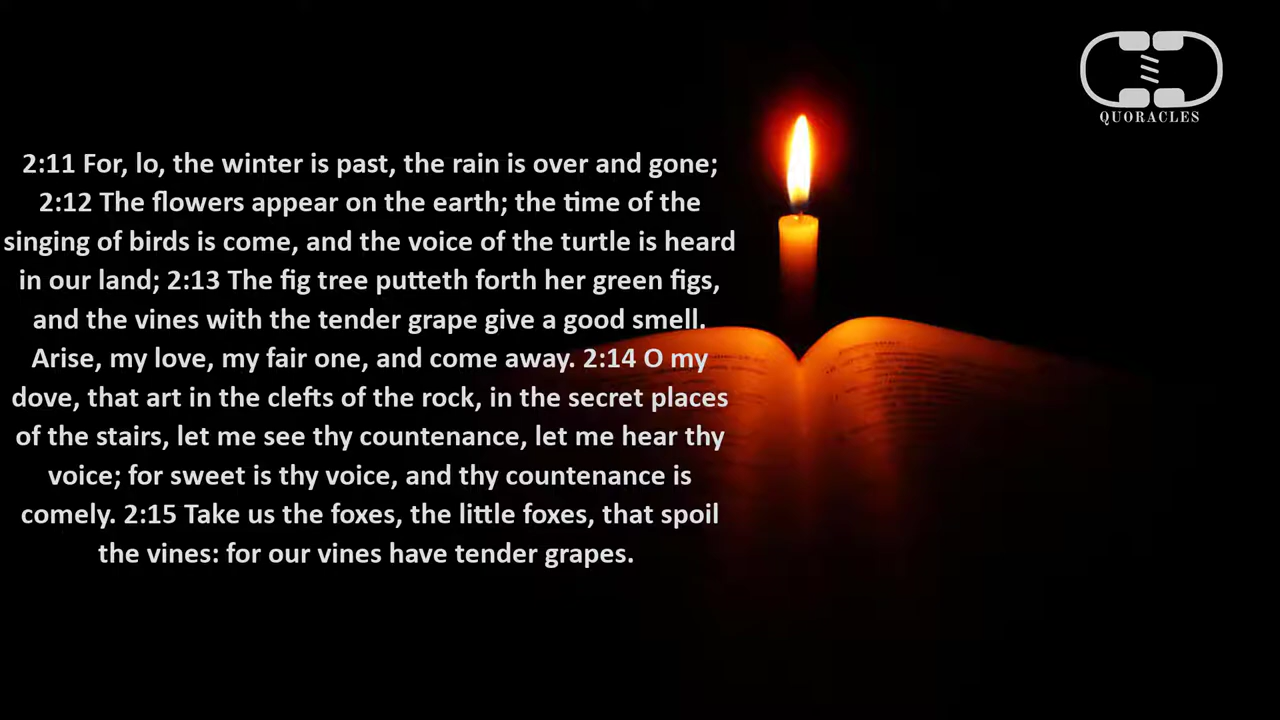 QUORACLES
2:11 For, lo, the winter is past, the rain is over and gone;
2:12 The flowers appear on the earth; the time of the
singing of birds is come, and the voice of the turtle is heard
in our land; 2:13 The fig tree putteth forth her green figs,
and the vines with the tender grape give a good smell.
Arise, my love, my fair one, and come away. 2:14 O my
dove, that art in the clefts of the rock, in the secret places
of the stairs, let me see thy countenance, let me hear thy
voice; for sweet is thy voice, and thy countenance is
comely. 2:15 Take us the foxes, the little foxes, that spoil
the vines: for our vines have tender grapes.